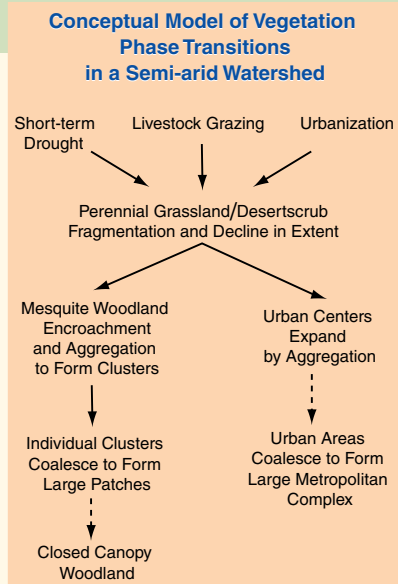 Conceptual Model of Vegetation
Phase Transitions
in a Semi-arid Watershed
Short-term
Drought
Livestock Grazing
Urbanization
Perennial Grassland/Desertscrub
Fragmentation and Decline in Extent
Mesquite Woodland
Encroachment
and Aggregation
to Form Clusters
Urban Centers
Expand
by Aggregation
Individual Clusters
Coalesce to Form
Large Patches
Urban Areas
Coalesce to Form
Large Metropolitan
Complex
Closed Canopy
Woodland